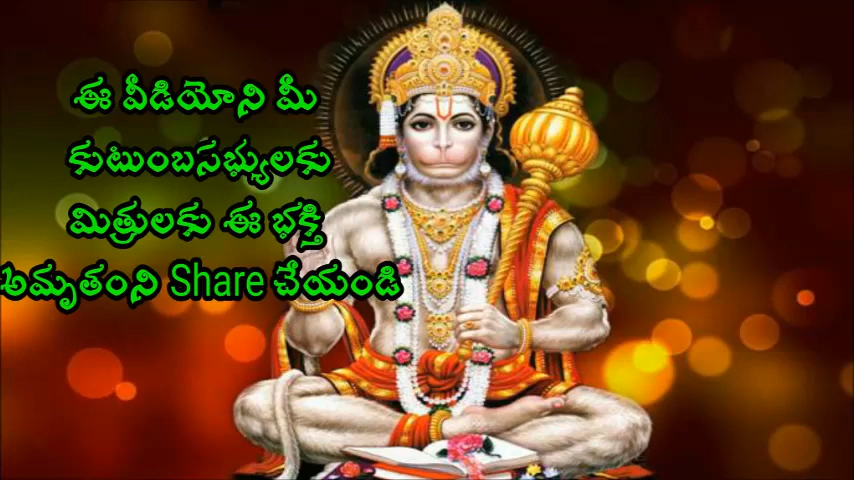 ఈ వీడియోని మీ
కుటుంబసభ్యులకు
మిత్రులకు ఈ భక్తి
అమృతంని Share చేయండి